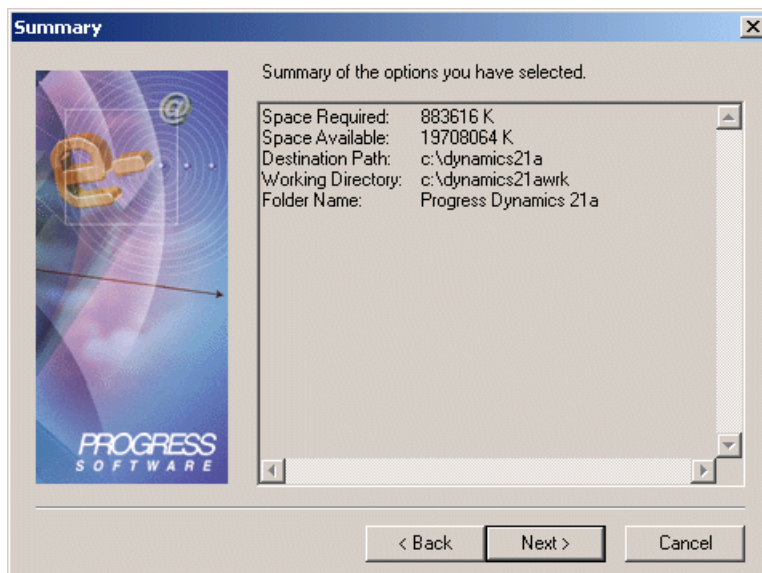 Summary
Summary of the options you have selected.
Space Required: 883616 K
Space Available: 19708064 K
Destination Path: c:\dynamics21a
Working Directory: c:\dynamics21awrk
Folder Name: Progress Dynamics 21a
@
e-
PROGRESS
SOFTWARE
< Back
Next >
Cancel